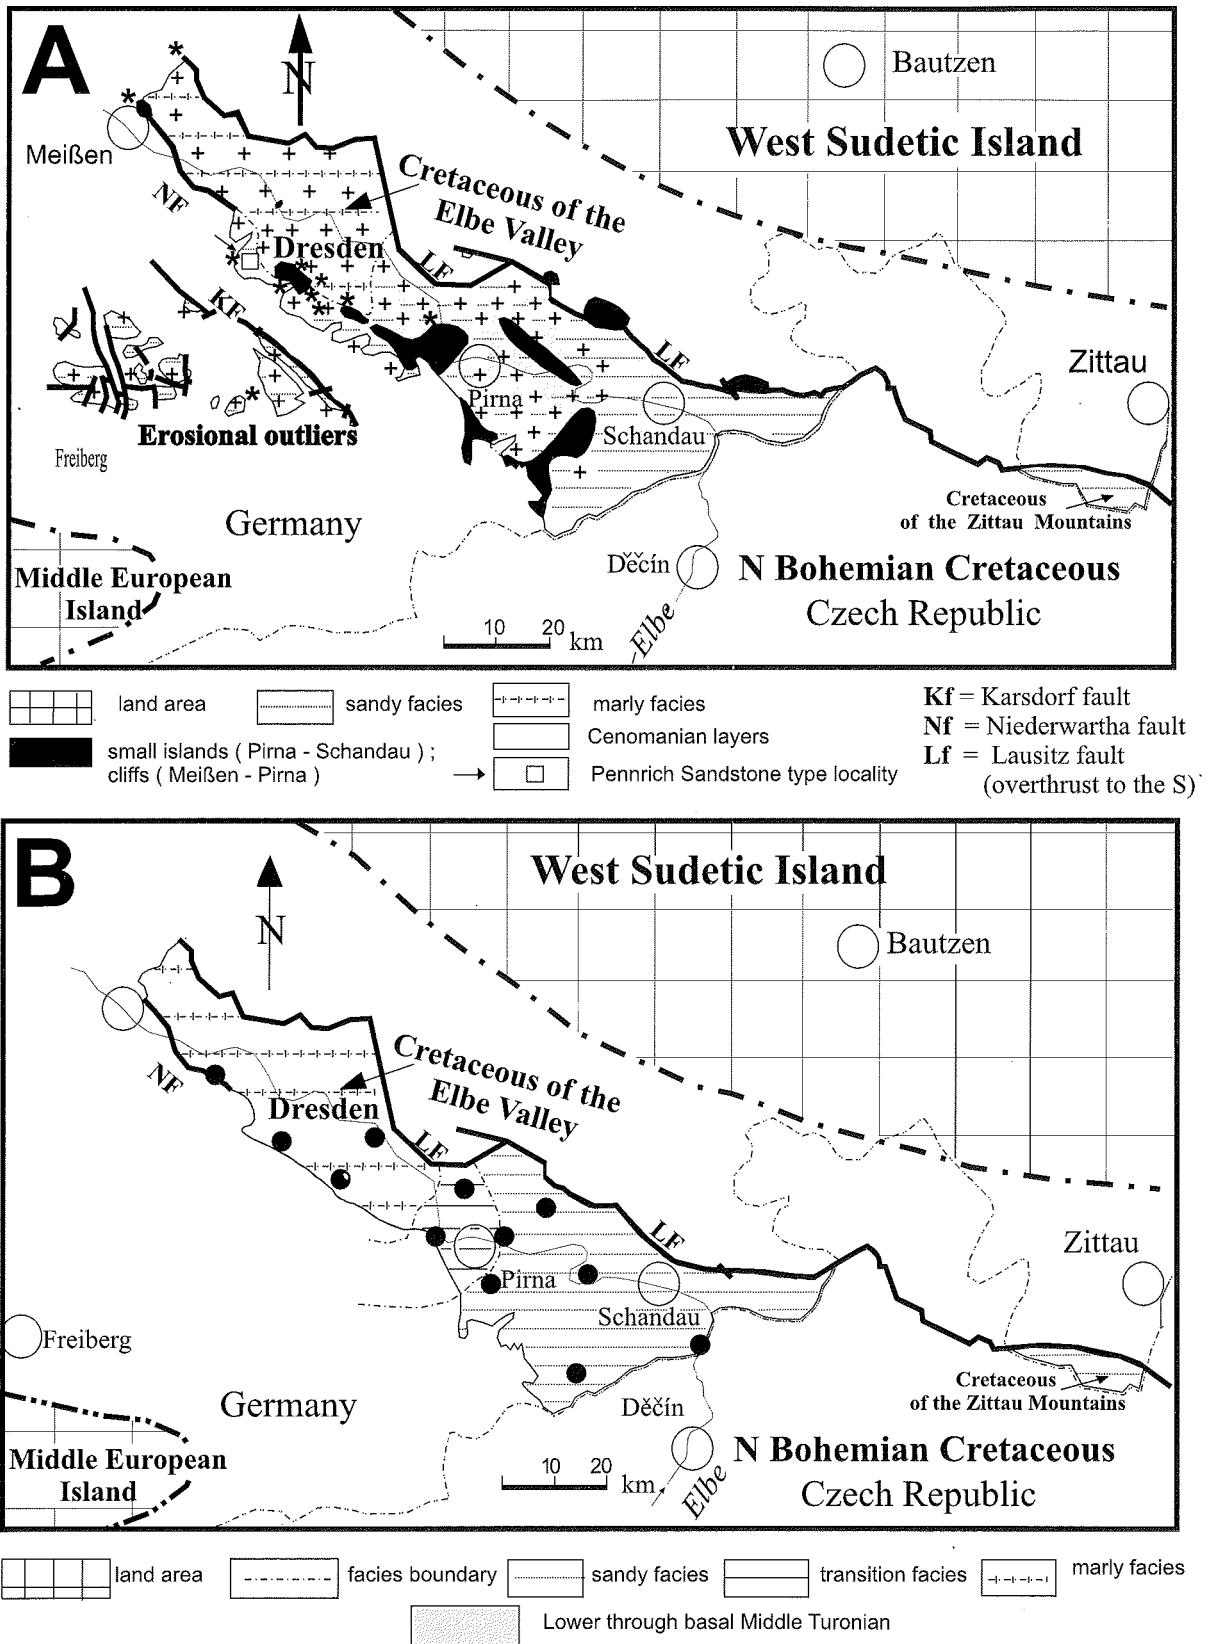 A
N
Bautzen
West Sudetic Island
Meißen
NF
Cretaceous of the
Elbe Valley
Dresden
LF
KF
LF
Zittau
Pirna
Schandau
Erosional outliers
Freiberg
Cretaceous
of the Zittau Mountains
Germany
Middle European
Island
Děčín
N Bohemian Cretaceous
Czech Republic
10 20 km
Elbe
land area
sandy facies
marly facies
small islands ( Pirna - Schandau ) ;
cliffs ( Meißen - Pirna )
Cenomanian layers
Pennrich Sandstone type locality
Kf = Karsdorf fault
Nf = Niederwartha fault
Lf = Lausitz fault
(overthrust to the S)
B
West Sudetic Island
N
Bautzen
NF
Cretaceous of the
Elbe Valley
Dresden
LF
LF
Zittau
Pirna
Schandau
Freiberg
Cretaceous
of the Zittau Mountains
Germany
Děčín
Middle European
Island
N Bohemian Cretaceous
Czech Republic
10 20
km
Elbe
land area
facies boundary
sandy facies
transition facies
marly facies
Lower through basal Middle Turonian